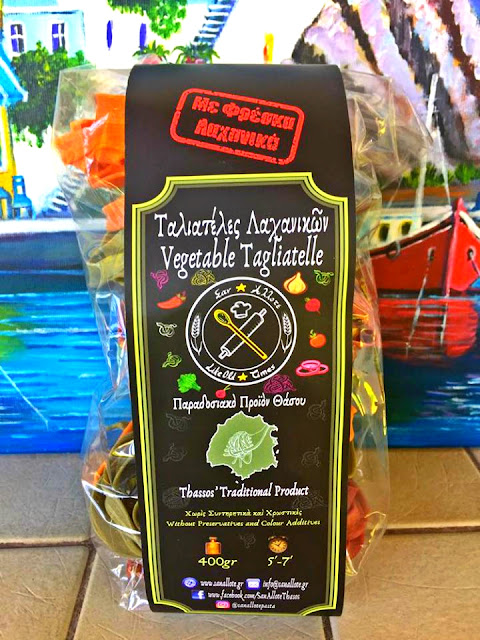 Με Φρέσκα
Λαχανικά
Ταλιατέλες Λαχανικών
Vegetable Tagliatelle
Σαν Άλλοτε
Like Old Times
Παραδοσιακό Προϊόν Θάσου
Thassos' Traditional Product
Χωρίς Συντηρητικά και Χρωστικές
Without Preservatives and Colour Additives
400gr 5'-7'
www.sanallote.gr info@sanallote.gr
www.facebook.com/SanAlloteThasos
@sanallotepasta